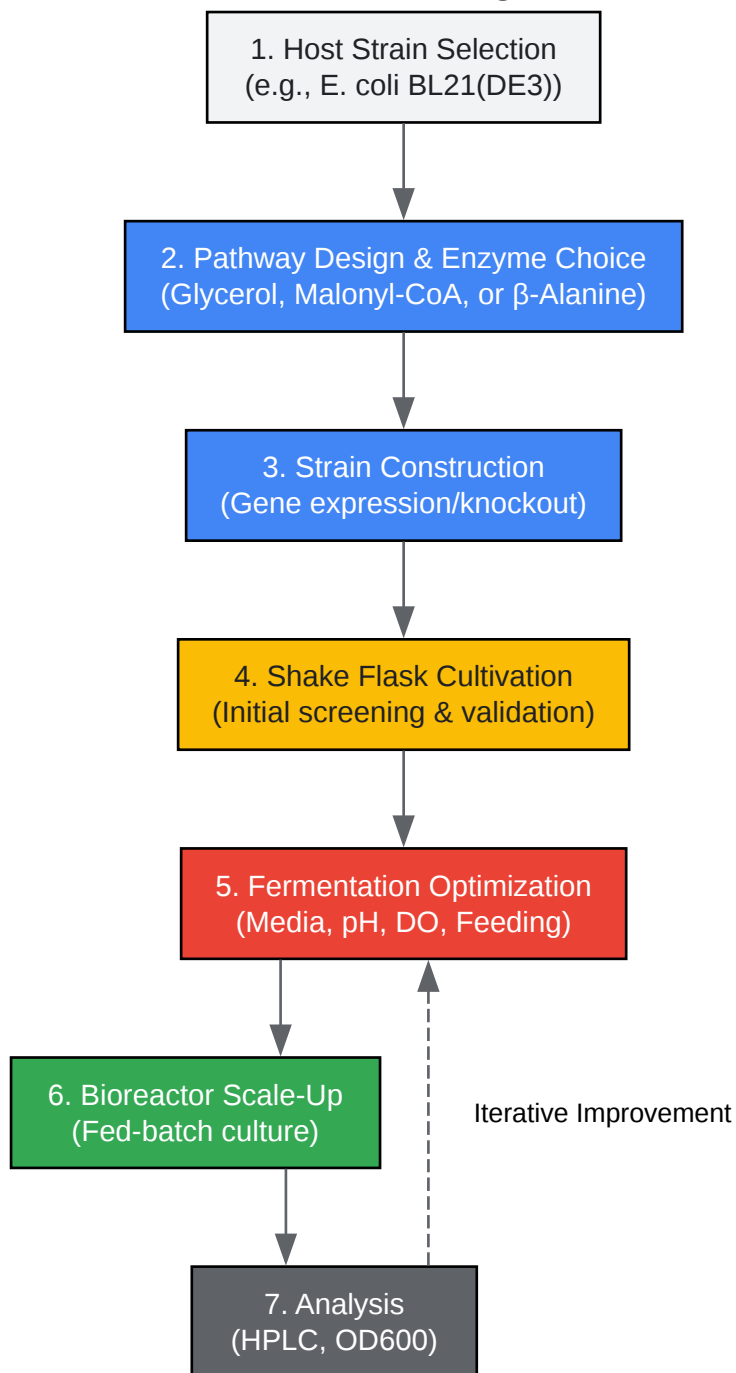 1. Host Strain Selection
(e.g., E. coli BL21(DE3))
2. Pathway Design & Enzyme Choice
(Glycerol, Malonyl-CoA, or β-Alanine)
3. Strain Construction
(Gene expression/knockout)
4. Shake Flask Cultivation
(Initial screening & validation)
5. Fermentation Optimization
(Media, pH, DO, Feeding)
6. Bioreactor Scale-Up
(Fed-batch culture)
Iterative Improvement
7. Analysis
(HPLC, OD600)